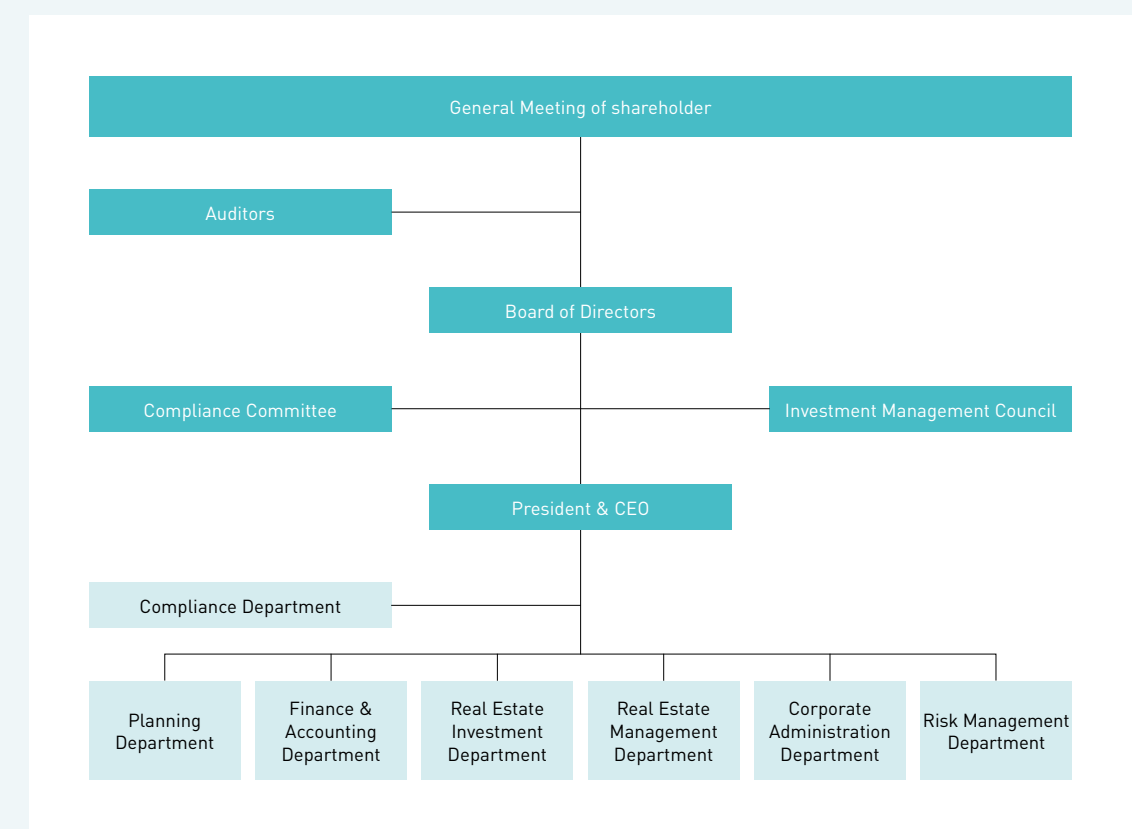 General Meeting of shareholder
Auditors
Board of Directors
Compliance Committee
Investment Management Council
President & CEO
Compliance Department
Planning
Department
Finance &
Accounting
Department
Real Estate
Investment
Department
Real Estate
Management
Department
Corporate
Administration
Department
Risk Management
Department